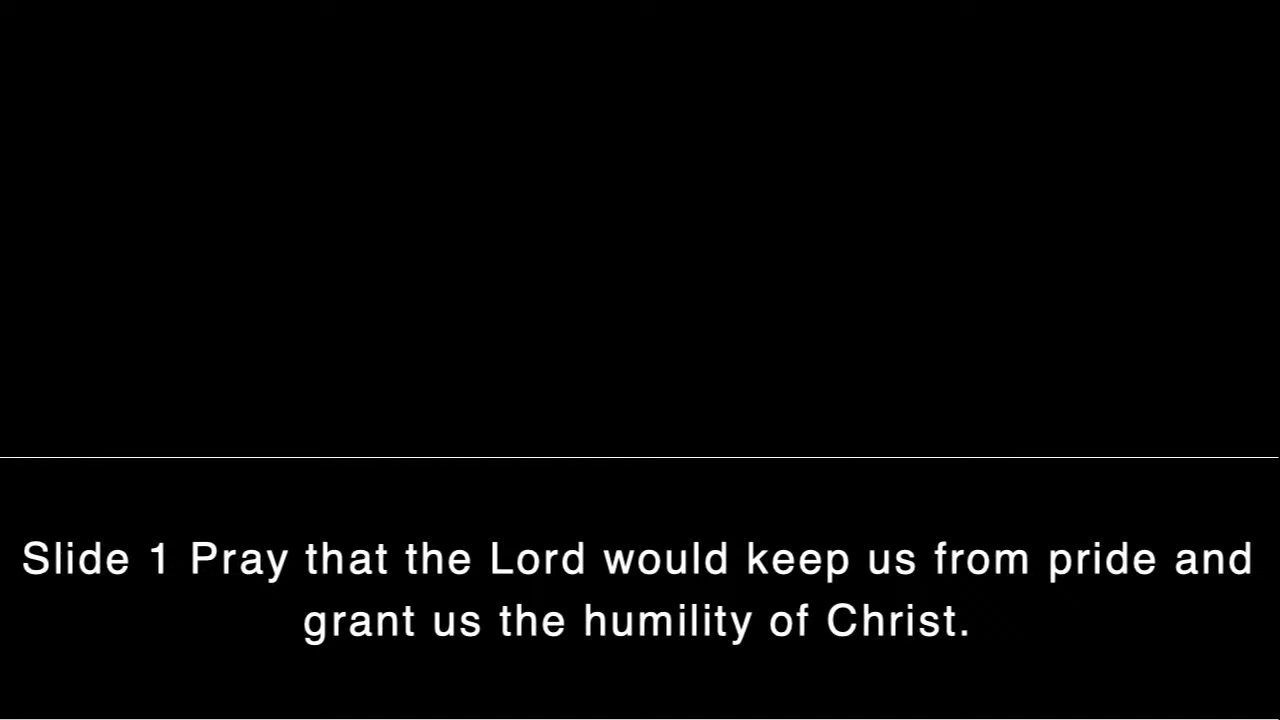 Slide 1 Pray that the Lord would keep us from pride and
grant us the humility of Christ.